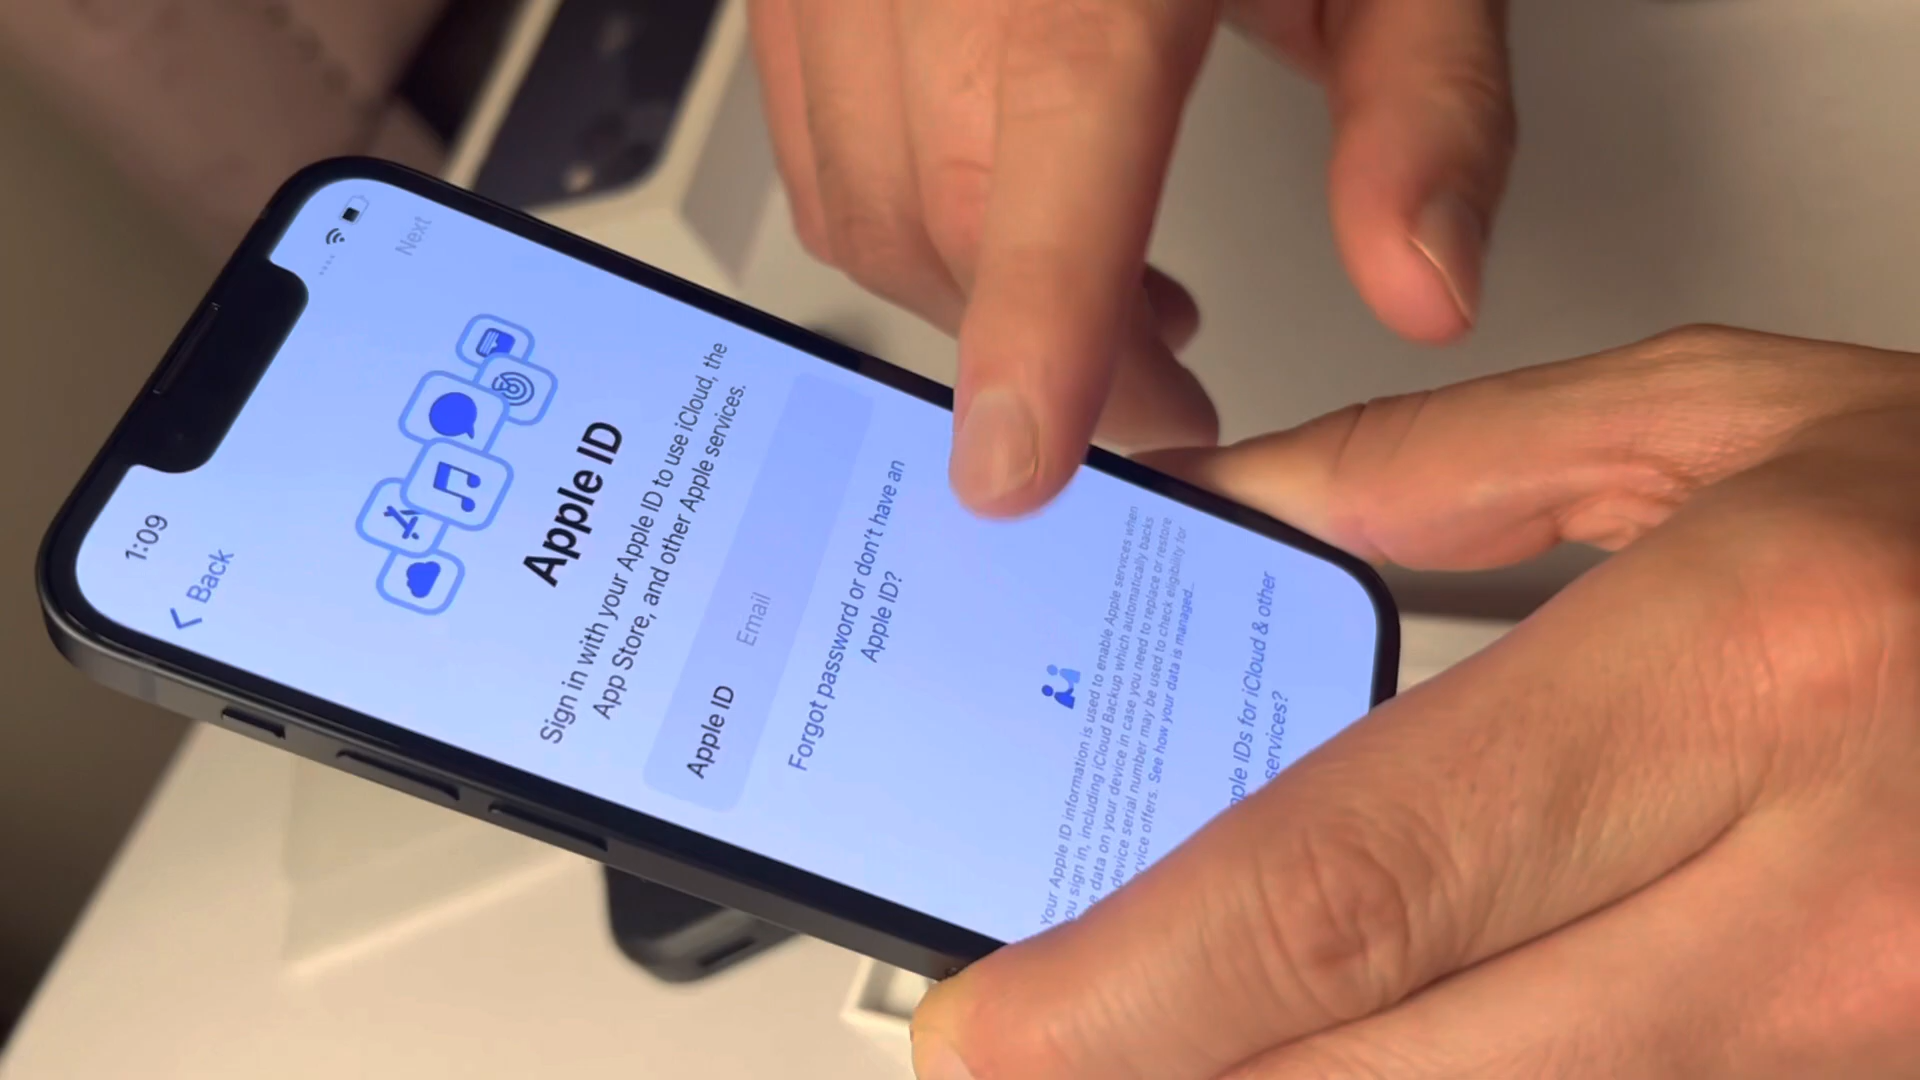 1:09
Back
Next
Apple ID
Sign in with your Apple ID to use iCloud, the
App Store, and other Apple services.
Apple ID
Email
Forgot password or don't have an
Apple ID?
Your Apple ID information is used to enable Apple services when
you sign in, including iCloud Backup which automatically backs
data on your device in case you need to replace or restore
device serial number may be used to check eligibility for
service offers. See how your data is managed...
Apple IDs for iCloud & other
services?